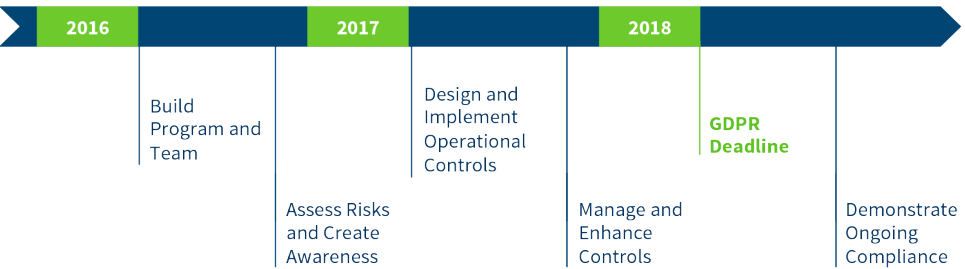 2016
2017
2018
Build
Program and
Team
Assess Risks
and Create
Awareness
Design and
Implement
Operational
Controls
Manage and
Enhance
Controls
GDPR
Deadline
Demonstrate
Ongoing
Compliance